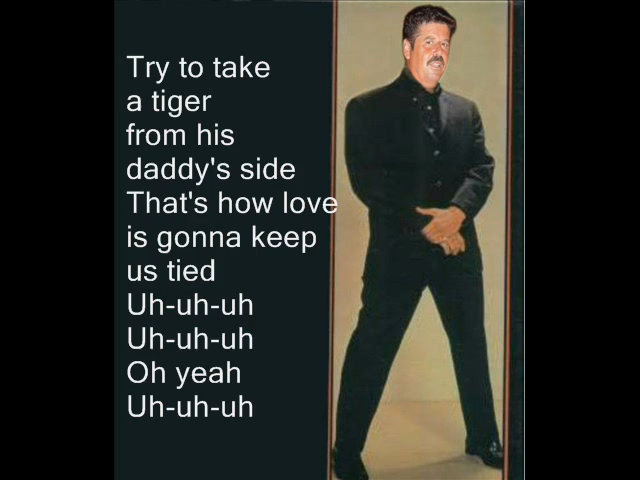 Try to take
a tiger
from his
daddy's side
That's how love
is gonna keep
us tied
Uh-uh-uh
Uh-uh-uh
Oh yeah
Uh-uh-uh